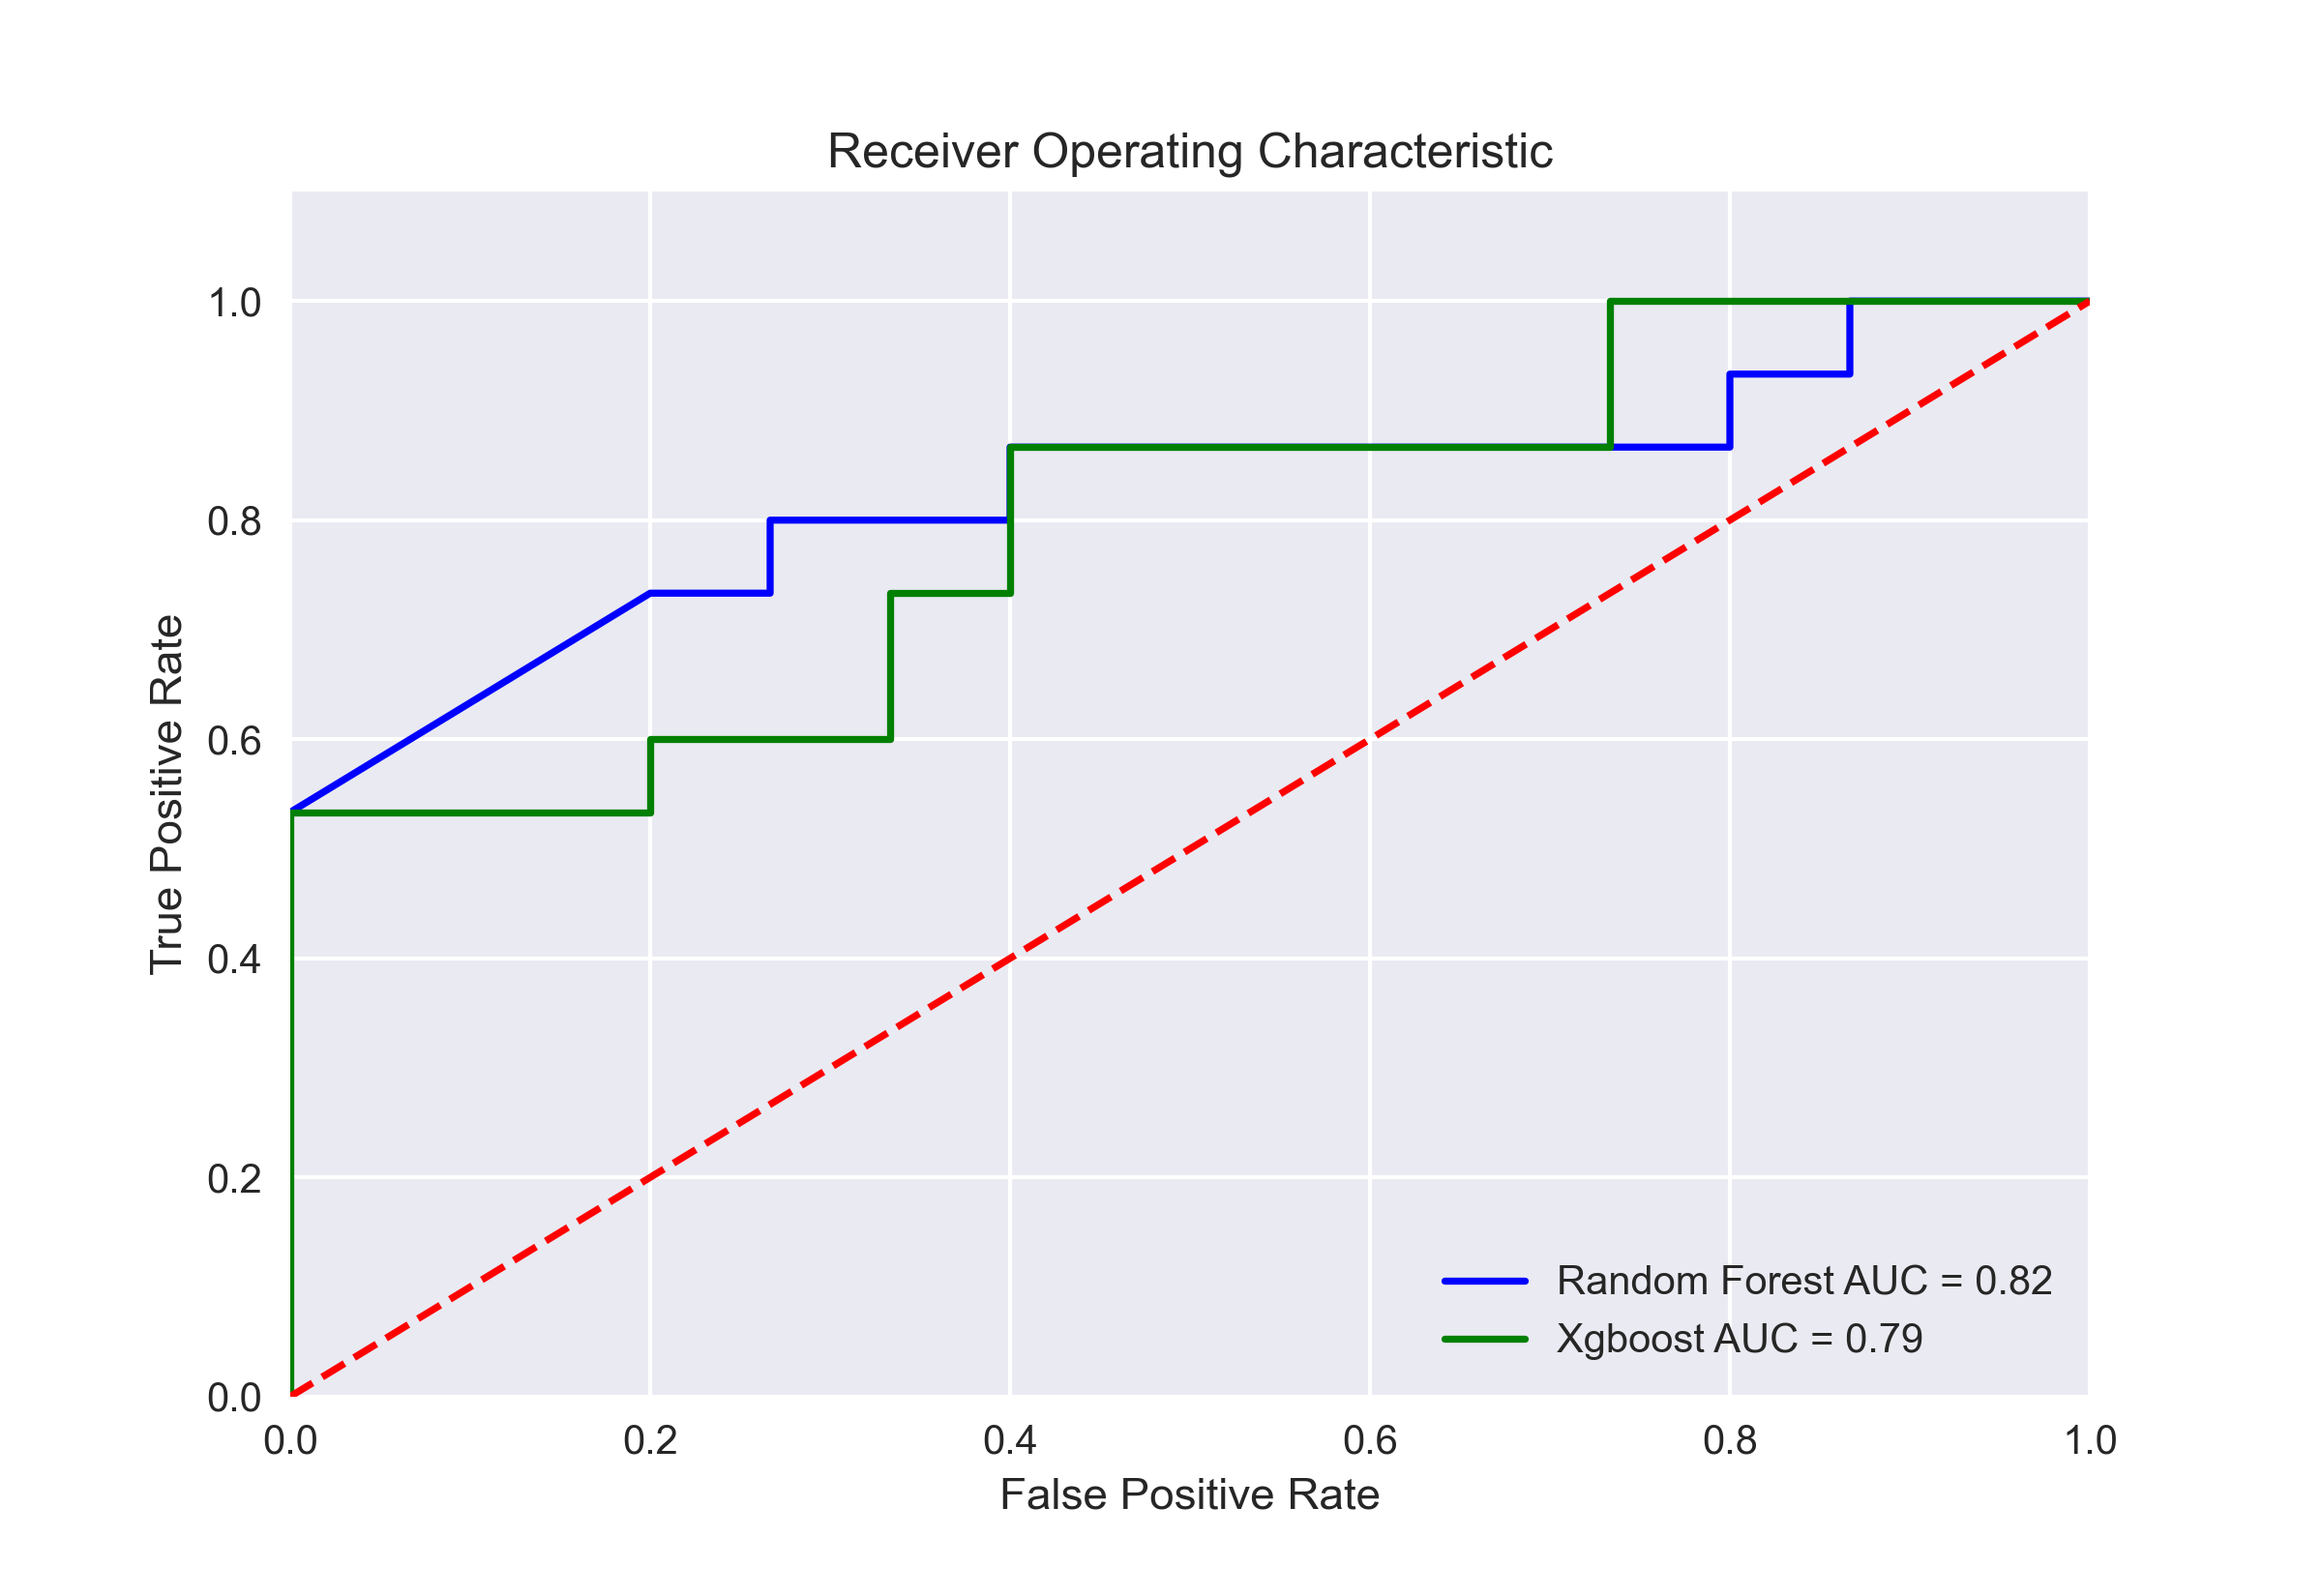 Receiver Operating Characteristic
1.0
0.8
0.6
0.4
0.2
0.0
True Positive Rate
0.0 0.2 0.4 0.6 0.8 1.0
False Positive Rate
Random Forest AUC = 0.82
Xgboost AUC = 0.79